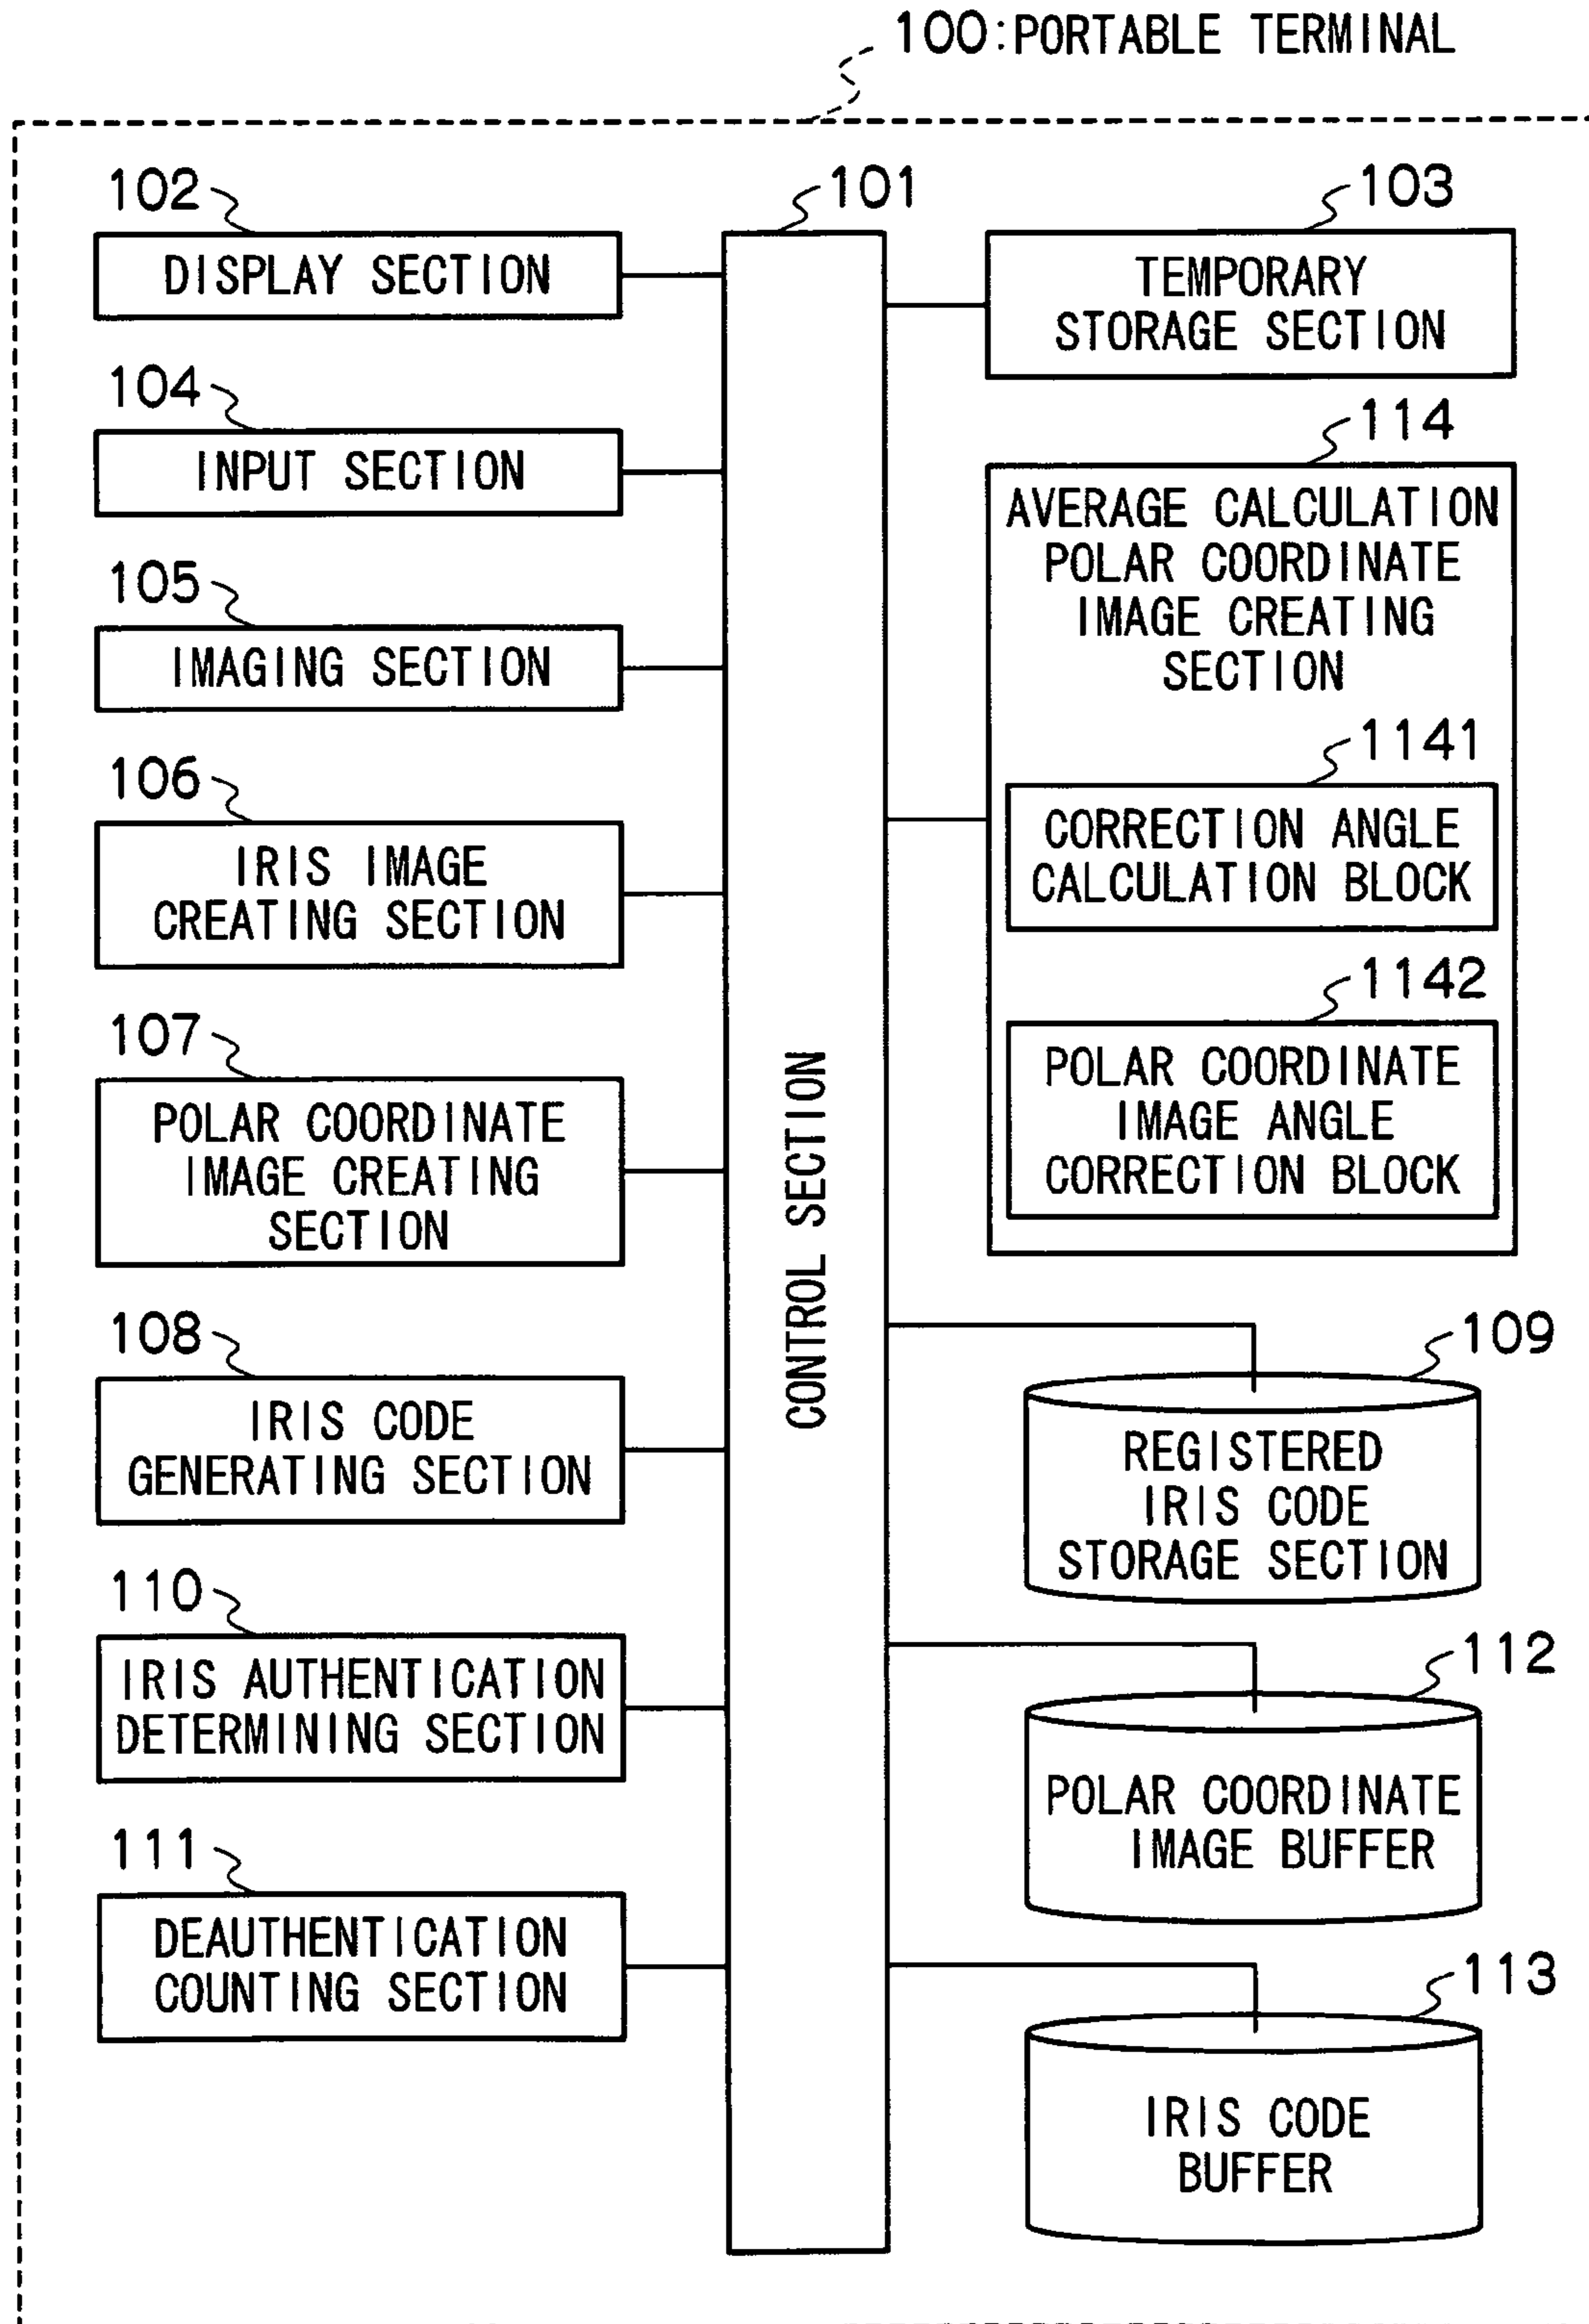 100:PORTABLE TERMINAL
102
DISPLAY SECTION
104
INPUT SECTION
105
IMAGING SECTION
106
IRIS IMAGE
CREATING SECTION
107
POLAR COORDINATE
IMAGE CREATING
SECTION
108
IRIS CODE
GENERATING SECTION
110
IRIS AUTHENTICATION
DETERMINING SECTION
111
DEAUTHENTICATION
COUNTING SECTION
101
CONTROL SECTION
103
TEMPORARY
STORAGE SECTION
114
AVERAGE CALCULATION
POLAR COORDINATE
IMAGE CREATING
SECTION
1141
CORRECTION ANGLE
CALCULATION BLOCK
1142
POLAR COORDINATE
IMAGE ANGLE
CORRECTION BLOCK
109
REGISTERED
IRIS CODE
STORAGE SECTION
112
POLAR COORDINATE
IMAGE BUFFER
113
IRIS CODE
BUFFER